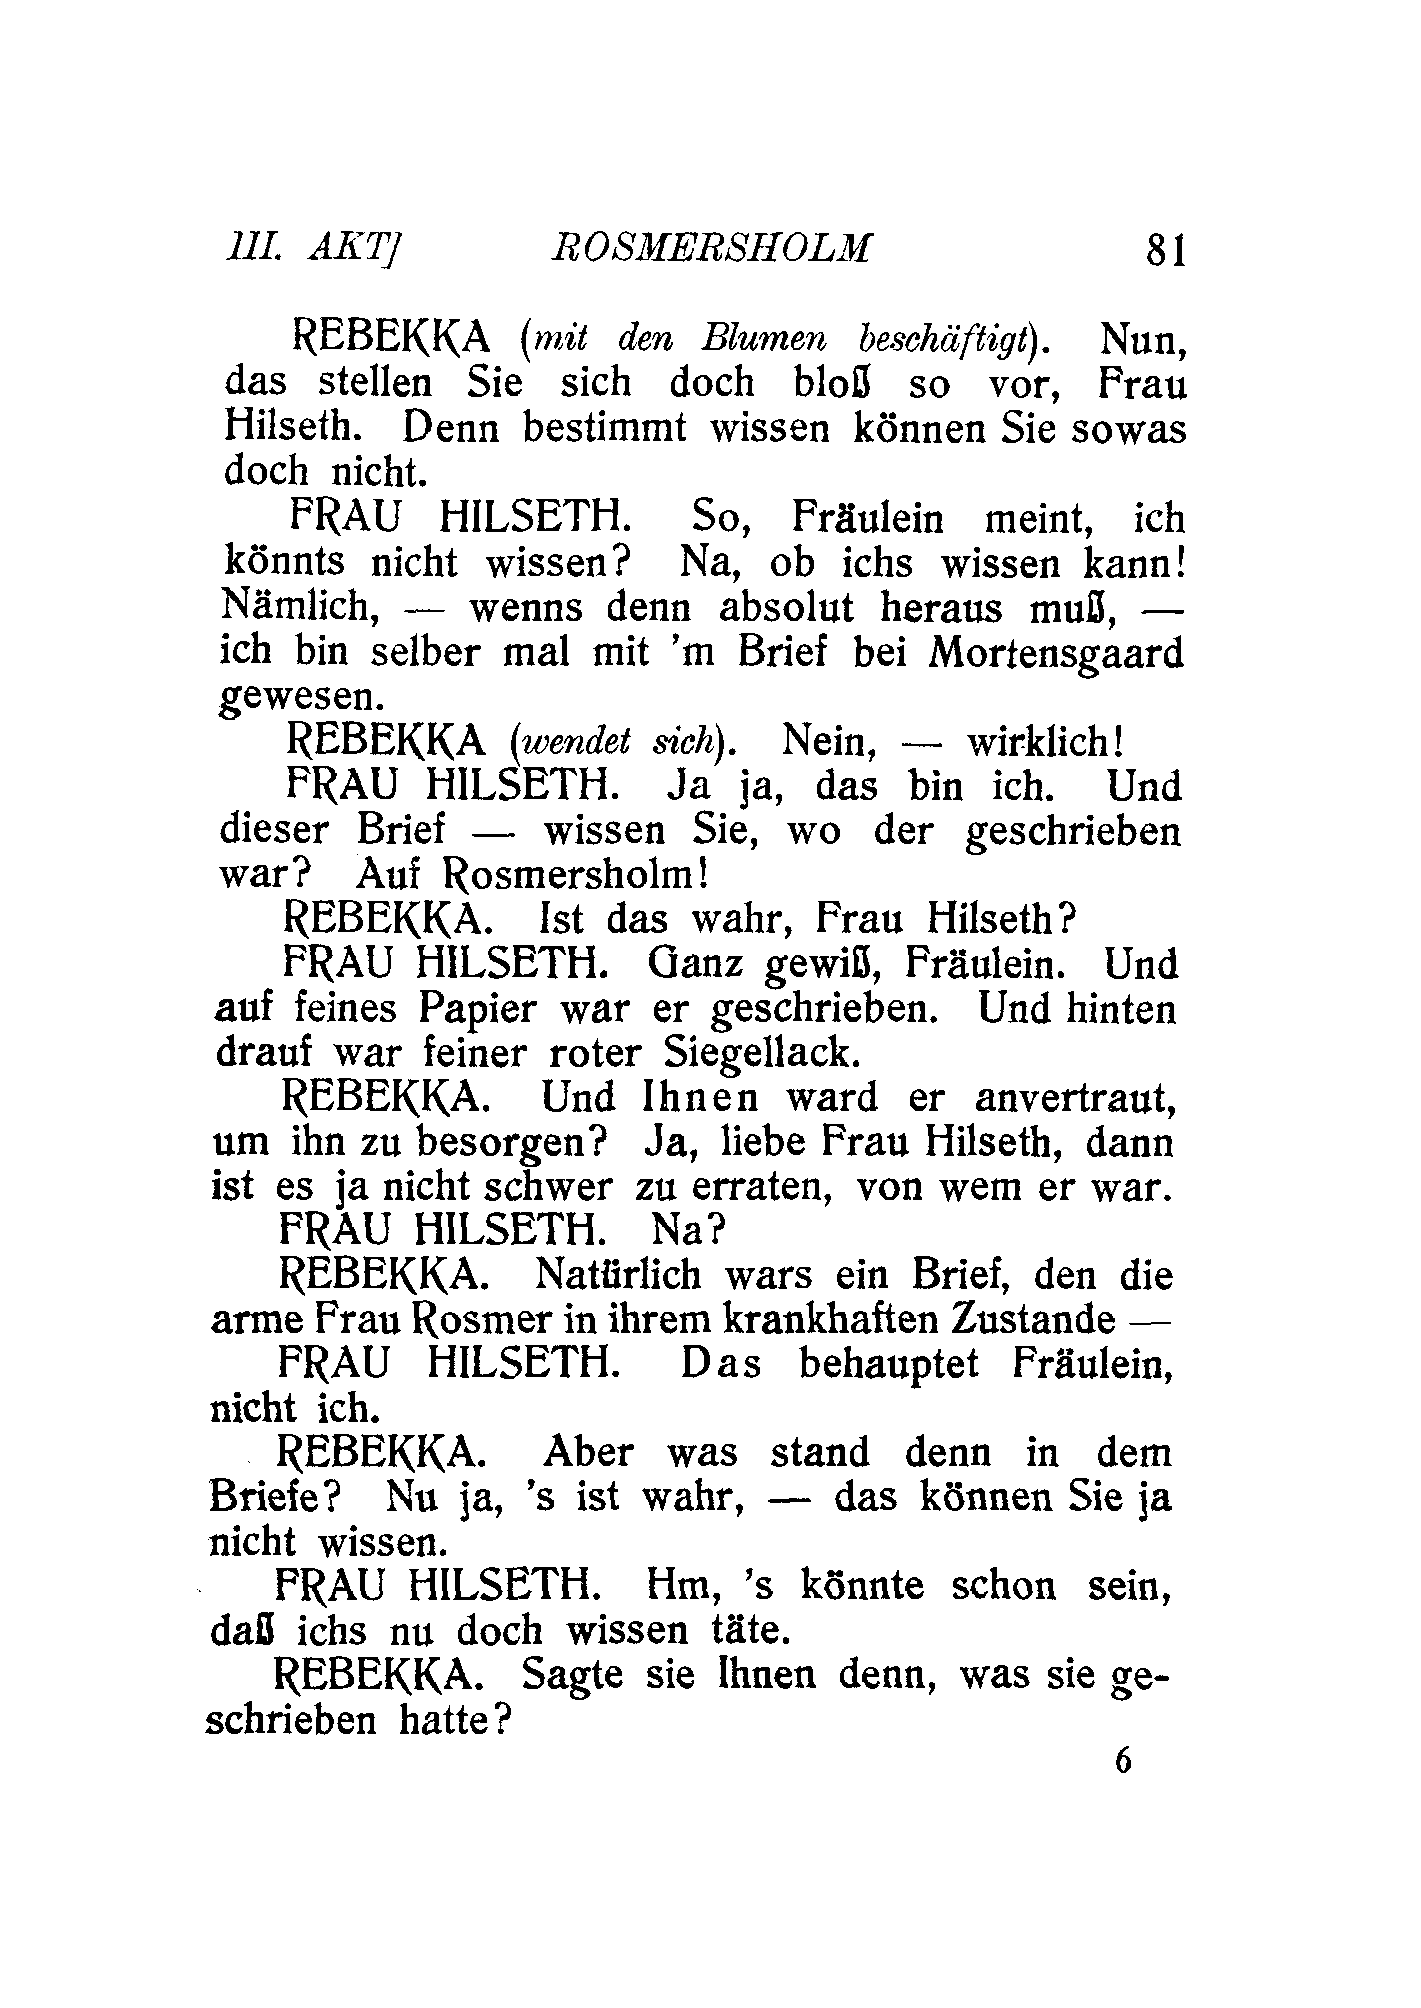 III. AKT] ROSMERSHOLM 81
REBEKKA (mit den Blumen beschäftigt). Nun,
das stellen Sie sich doch bloß so vor, Frau
Hilseth. Denn bestimmt wissen können Sie sowas
doch nicht.
FRAU HILSETH. So, Fräulein meint, ich
könnts nicht wissen? Na, ob ichs wissen kann!
Nämlich, — wenns denn absolut heraus muß, —
ich bin selber mal mit 'm Brief bei Mortensgaard
gewesen.
REBEKKA (wendet sich). Nein, — wirklich!
FRAU HILSETH. Ja ja, das bin ich. Und
dieser Brief — wissen Sie, wo der geschrieben
war? Auf Rosmersholm!
REBEKKA. Ist das wahr, Frau Hilseth?
FRAU HILSETH. Ganz gewiß, Fräulein. Und
auf feines Papier war er geschrieben. Und hinten
drauf war feiner roter Siegellack.
REBEKKA. Und Ihnen ward er anvertraut,
um ihn zu besorgen? Ja, liebe Frau Hilseth, dann
ist es ja nicht schwer zu erraten, von wem er war.
FRAU HILSETH. Na?
REBEKKA. Natürlich wars ein Brief, den die
arme Frau Rosmer in ihrem krankhaften Zustande —
FRAU HILSETH. Das behauptet Fräulein,
nicht ich.
REBEKKA. Aber was stand denn in dem
Briefe? Nu ja, 's ist wahr, — das können Sie ja
nicht wissen.
FRAU HILSETH. Hm, 's könnte schon sein,
daß ichs nu doch wissen täte.
REBEKKA. Sagte sie Ihnen denn, was sie ge-
schrieben hatte?
6